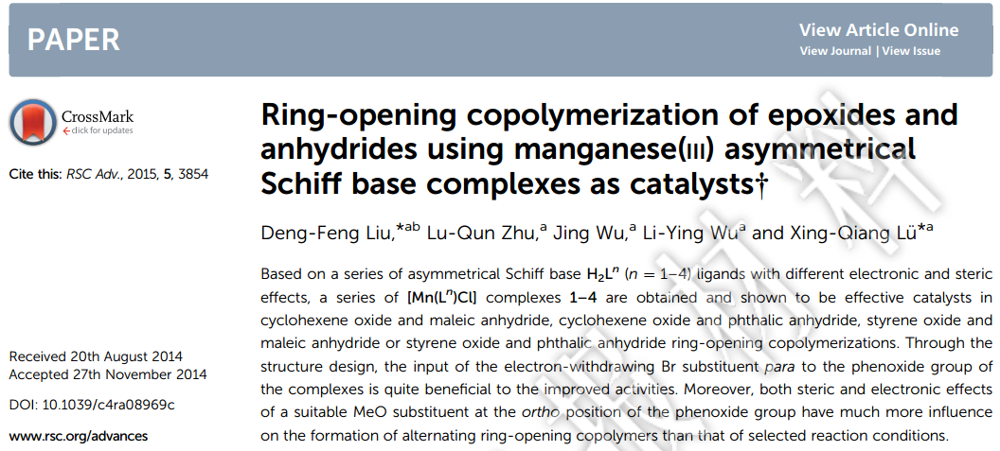 PAPER
View Article Online
View Journal | View Issue
CrossMark
click for updates
Cite this: RSC Adv., 2015, 5, 3854
Ring-opening copolymerization of epoxides and
anhydrides using manganese(III) asymmetrical
Schiff base complexes as catalysts†
Deng-Feng Liu,*ab Lu-Qun Zhu,a Jing Wu,a Li-Ying Wua and Xing-Qiang Lü*a
Based on a series of asymmetrical Schiff base H2Ln (n = 1–4) ligands with different electronic and steric
effects, a series of [Mn(Ln)Cl] complexes 1–4 are obtained and shown to be effective catalysts in
cyclohexene oxide and maleic anhydride, cyclohexene oxide and phthalic anhydride, styrene oxide and
maleic anhydride or styrene oxide and phthalic anhydride ring-opening copolymerizations. Through the
structure design, the input of the electron-withdrawing Br substituent para to the phenoxide group of
the complexes is quite beneficial to the improved activities. Moreover, both steric and electronic effects
of a suitable MeO substituent at the ortho position of the phenoxide group have much more influence
on the formation of alternating ring-opening copolymers than that of selected reaction conditions.
Received 20th August 2014
Accepted 27th November 2014
DOI: 10.1039/c4ra08969c
www.rsc.org/advances
报材料